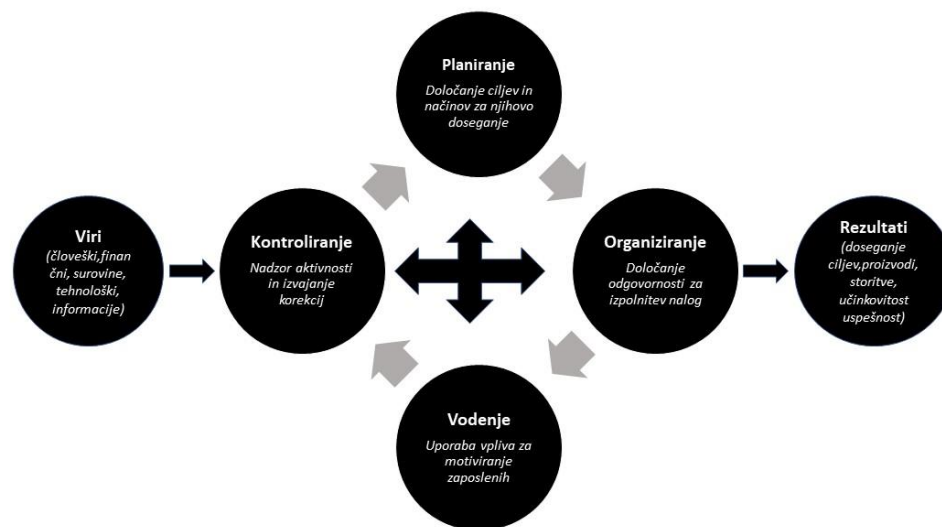 Planiranje
Določanje ciljev in
načinov za njihovo
doseganje
Viri
(človeški,finan
čni, surovine,
tehnološki,
informacije)
Kontroliranje
Nadzor aktivnosti
in izvajanje
korekcij
Organiziranje
Določanje
odgovornosti za
izpolnitev nalog
Rezultati
(doseganje
ciljev,proizvodi,
storitve,
učinkovitost
uspešnost)
Vodenje
Uporaba vpliva za
motiviranje
zaposlenih